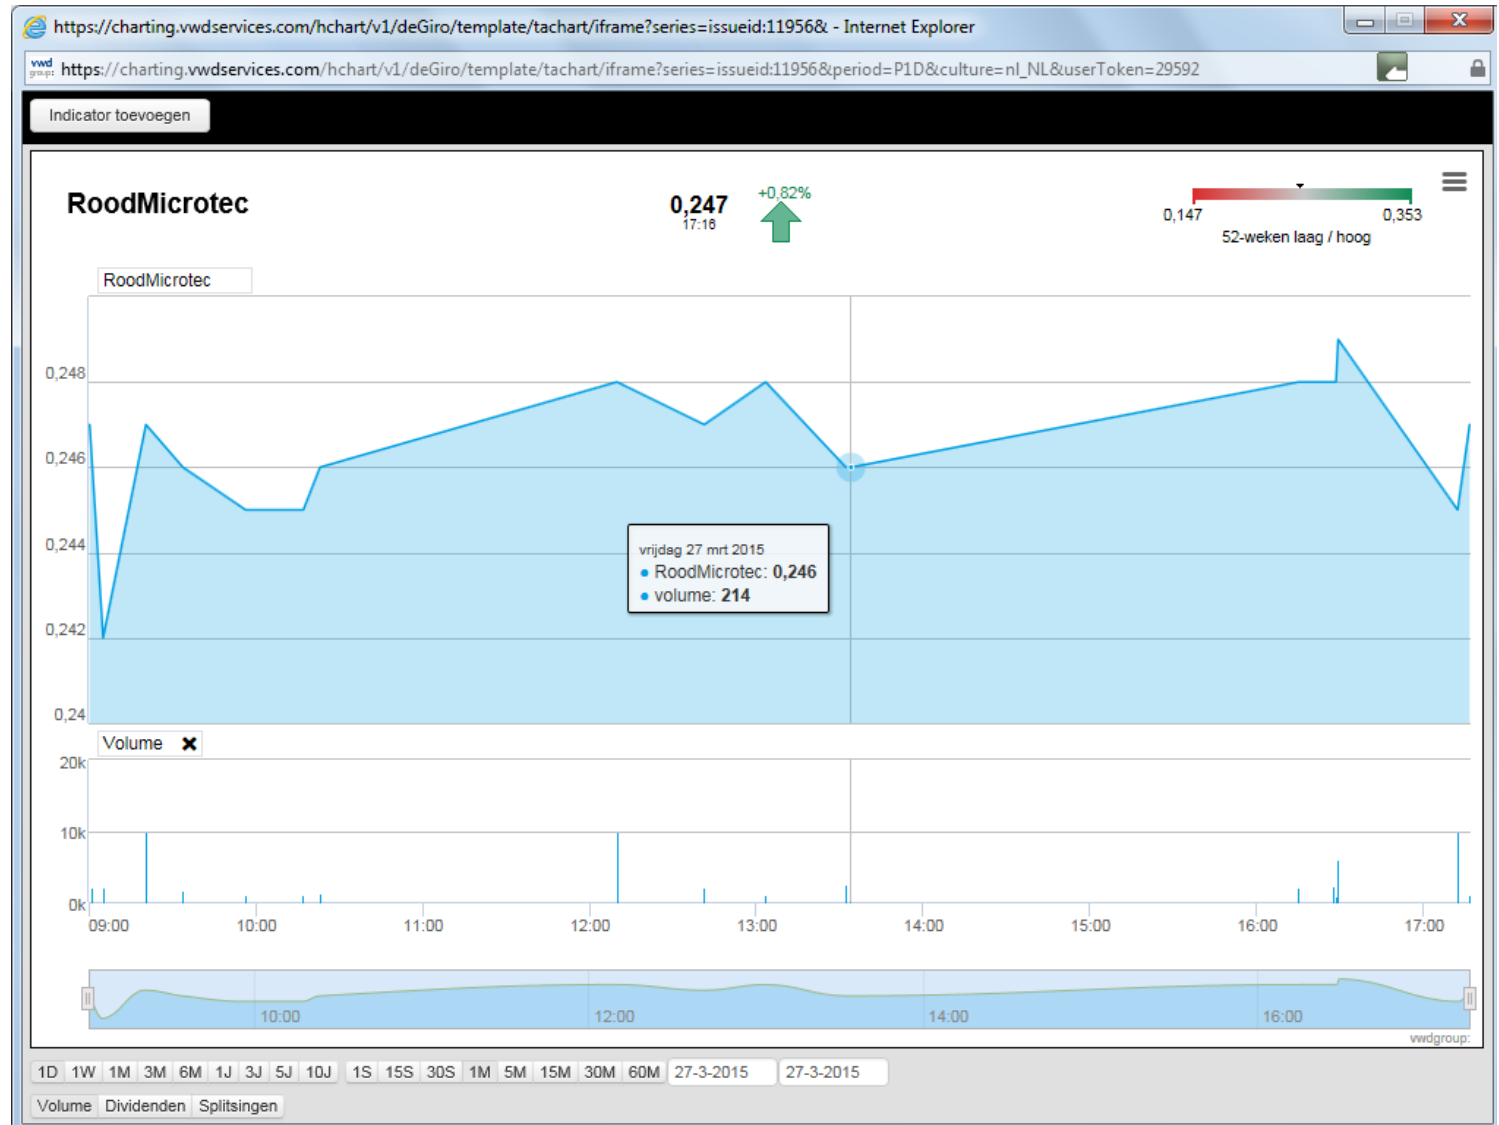 https://charting.vwdservices.com/hchart/v1/deGiro/template/tachart/iframe?series=issueid:11956& - Internet Explorer
vwd group: https://charting.vwdservices.com/hchart/v1/deGiro/template/tachart/iframe?series=issueid:11956&period=P1D&culture=nl_NL&userToken=29592
Indicator toevoegen
RoodMicrotec
0,247
17:16
+0,82%
0,147 0,353
52-weken laag / hoog
RoodMicrotec
0,248
0,246
0,244
0,242
0,24
vrijdag 27 mrt 2015
● RoodMicrotec: 0,246
● volume: 214
Volume ✖
20k
10k
0k
09:00 10:00 11:00 12:00 13:00 14:00 15:00 16:00 17:00
10:00 12:00 14:00 16:00
vwdgroup:
1D 1W 1M 3M 6M 1J 3J 5J 10J 1S 15S 30S 1M 5M 15M 30M 60M 27-3-2015 27-3-2015
Volume Dividenden Splitsingen